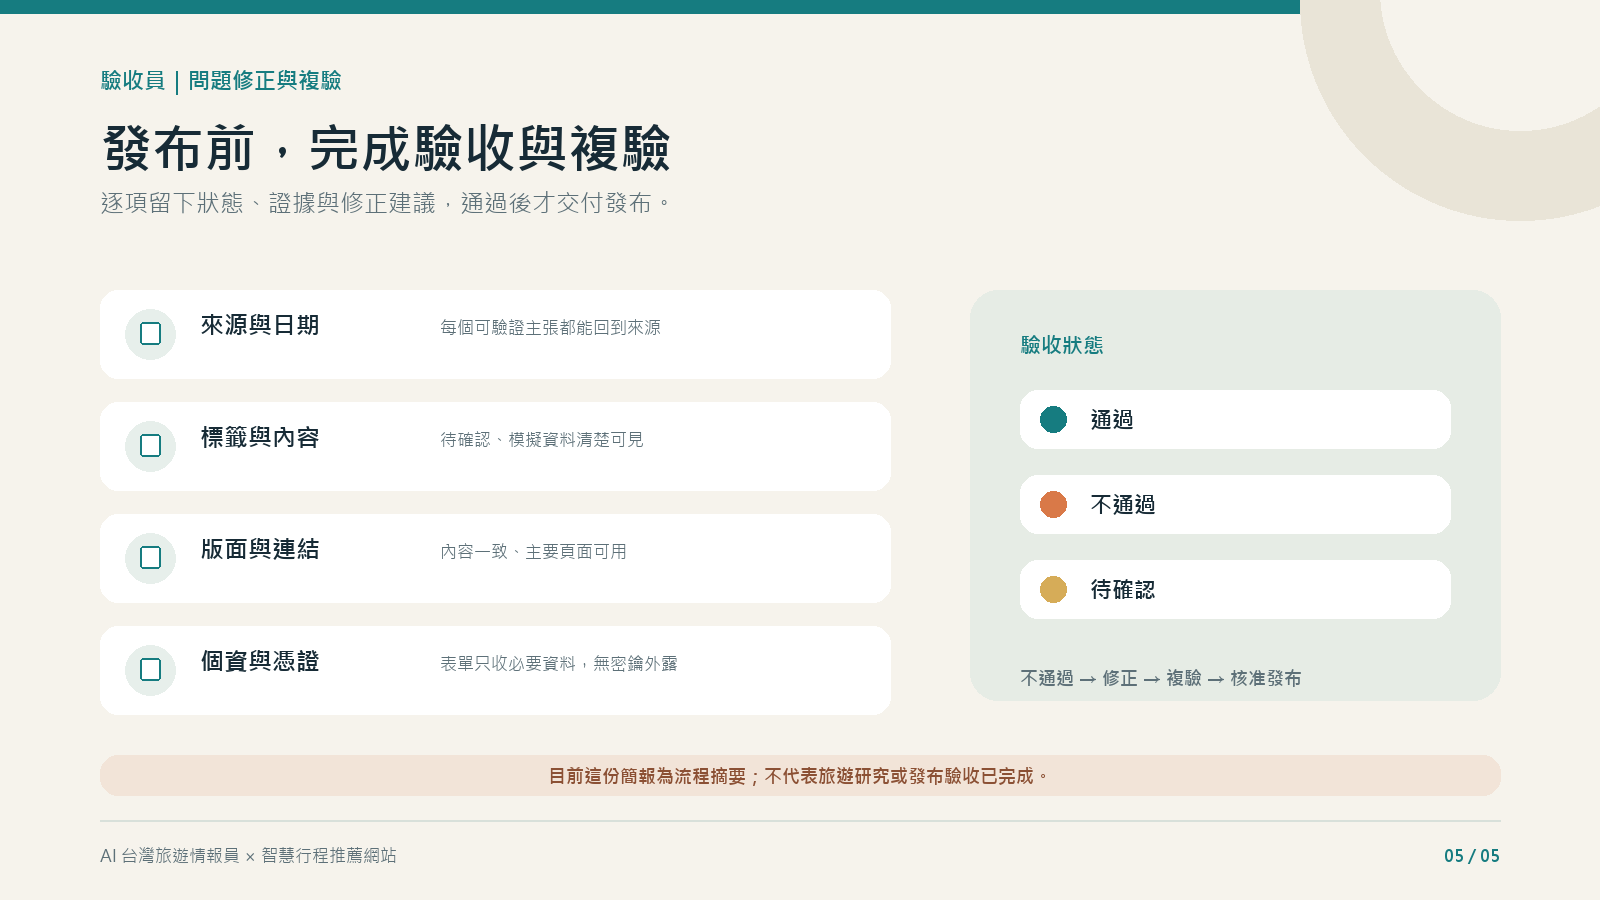 驗收員｜問題修正與複驗
發布前，完成驗收與複驗
逐項留下狀態、證據與修正建議，通過後才交付發布。
來源與日期
每個可驗證主張都能回到來源
標籤與內容
待確認、模擬資料清楚可見
版面與連結
內容一致、主要頁面可用
個資與憑證
表單只收必要資料，無密鑰外露
驗收狀態
通過
不通過
待確認
不通過 → 修正 → 複驗 → 核准發布
目前這份簡報為流程摘要；不代表旅遊研究或發布驗收已完成。
AI 台灣旅遊情報員 × 智慧行程推薦網站
05 / 05